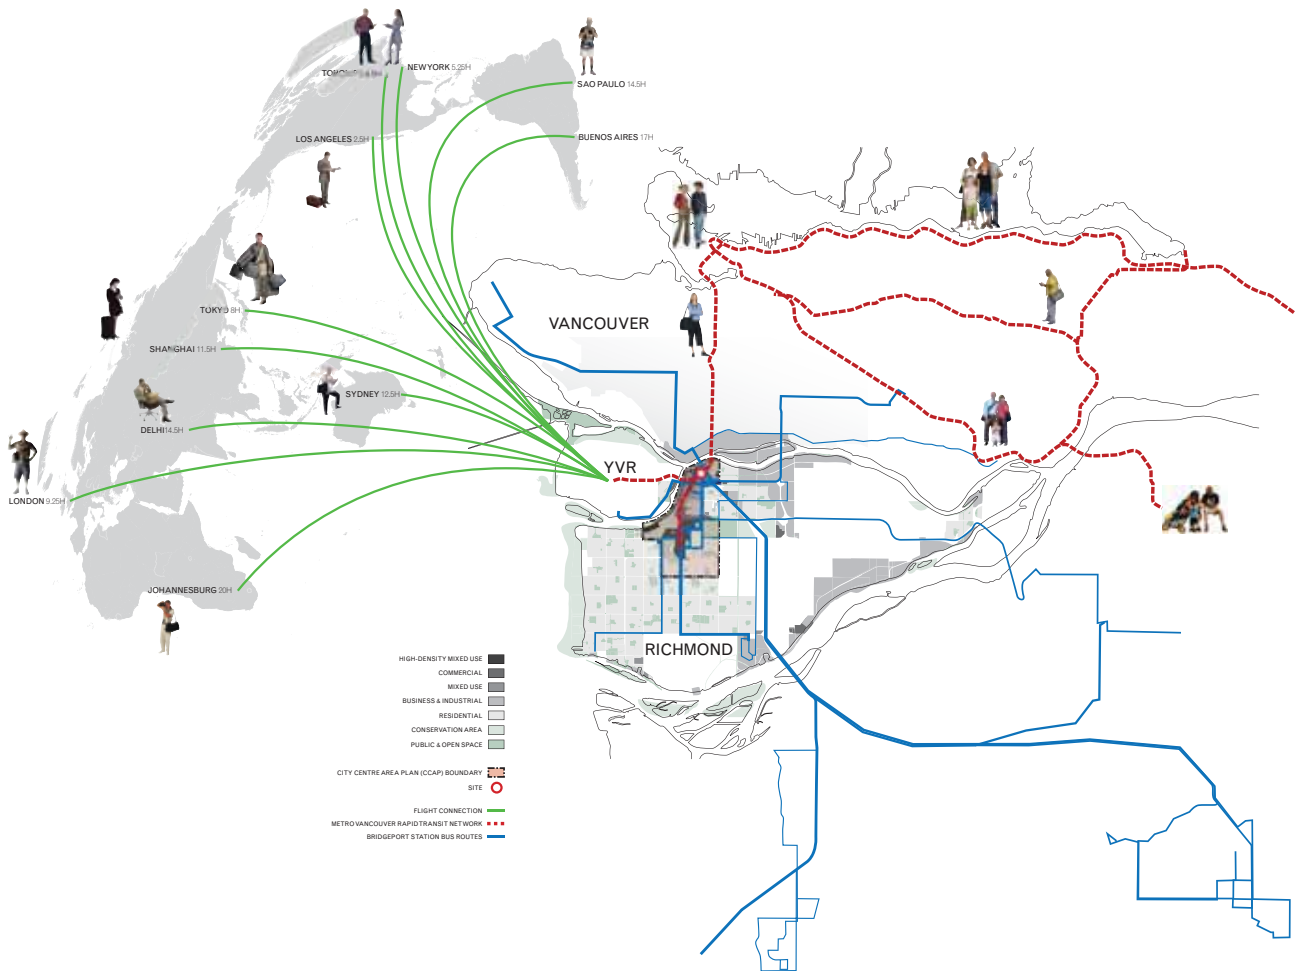 NEW YORK 5.25H
SAO PAULO 14.5H
LOS ANGELES 2.5H
BUENOS AIRES 17H
TOKYO 8H
VANCOUVER
SHANGHAI 11.5H
SYDNEY 12.5H
DELHI 14.5H
YVR
LONDON 9.25H
JOHANNESBURG 20H
RICHMOND
HIGH-DENSITY MIXED USE
COMMERCIAL
MIXED USE
BUSINESS & INDUSTRIAL
RESIDENTIAL
CONSERVATION AREA
PUBLIC & OPEN SPACE
CITY CENTRE AREA PLAN (CCAP) BOUNDARY
SITE
FLIGHT CONNECTION
METRO VANCOUVER RAPID TRANSIT NETWORK
BRIDGEPORT STATION BUS ROUTES